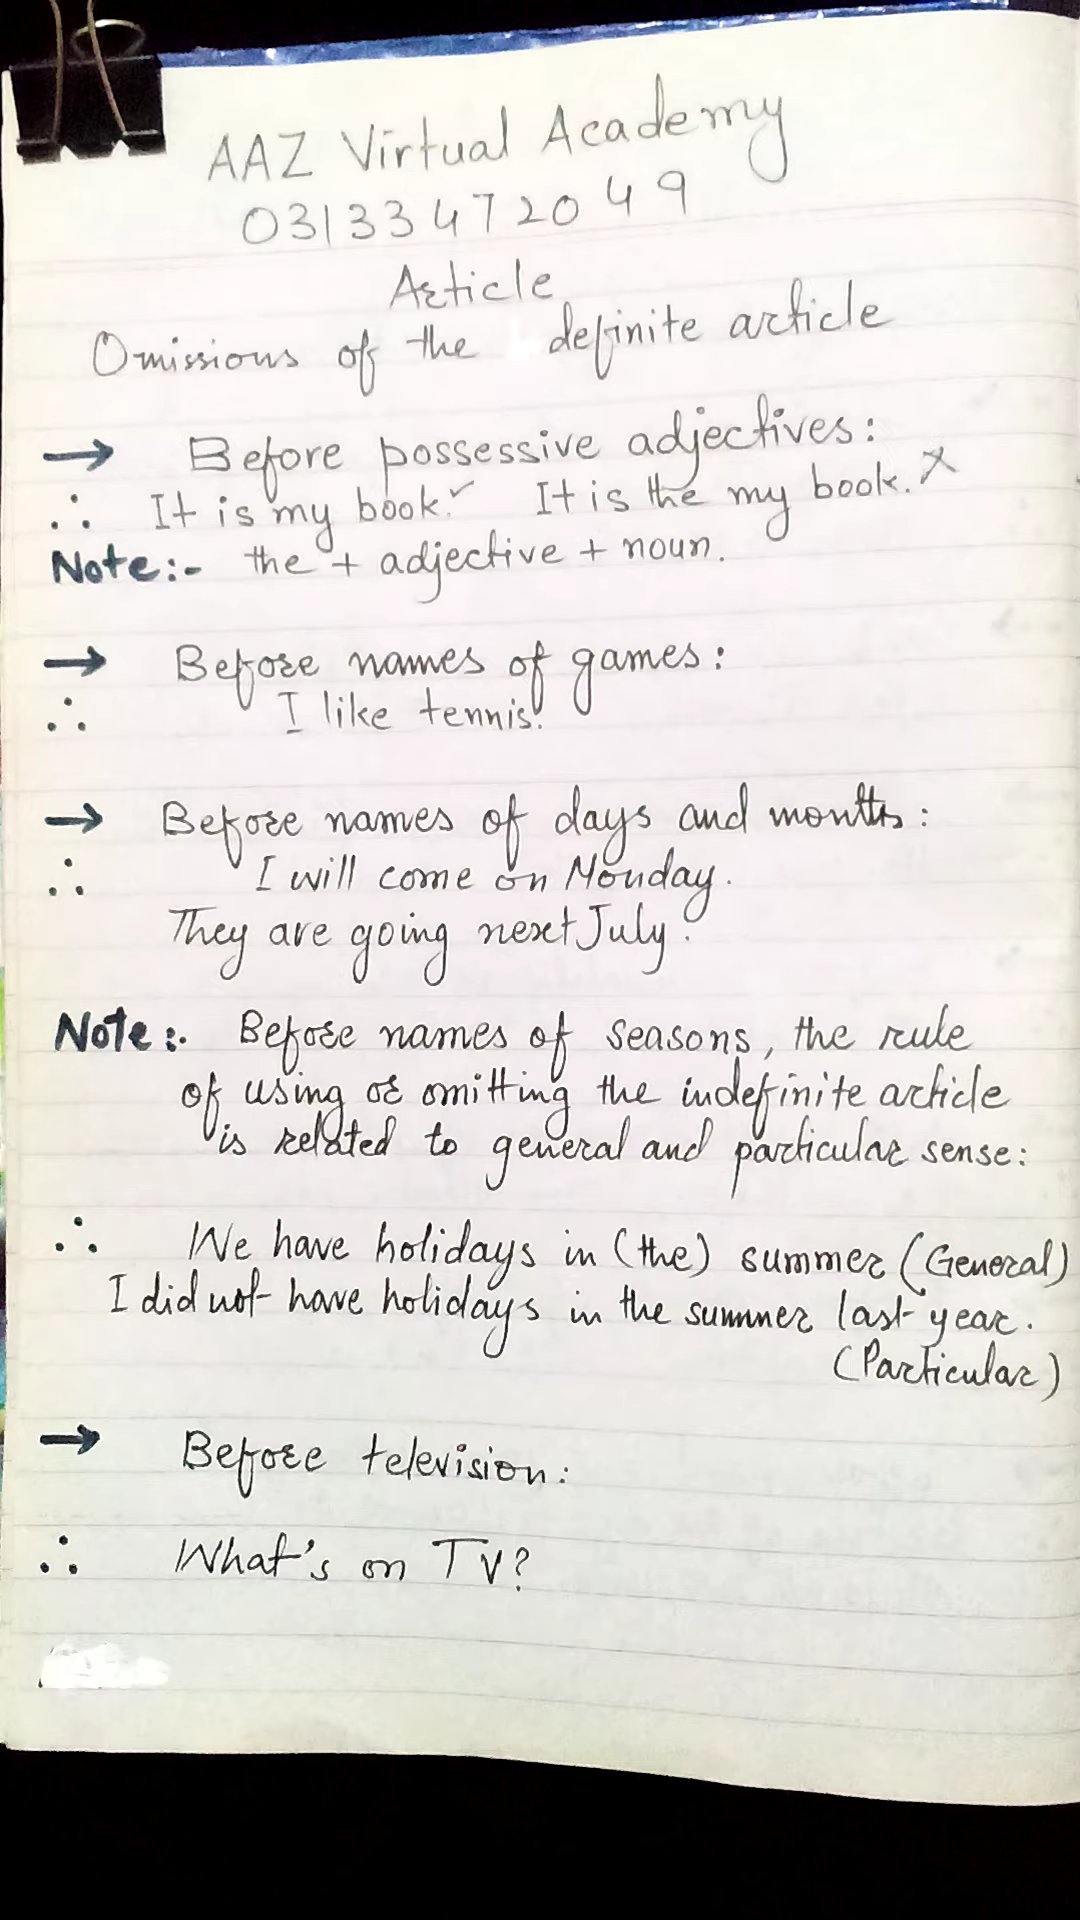 AAZ Virtual Academy
03133472049
Article
Omissions of the definite article
→ Before possessive adjectives:
∴ It is my book.✓ It is the my book.✗
Note:- the + adjective + noun.
→ Before names of games:
∴ I like tennis.
→ Before names of days and months:
∴ I will come on Monday.
They are going next July.
Note:- Before names of seasons, the rule
of using or omitting the indefinite article
is related to general and particular sense:
∴ We have holidays in (the) summer (General)
I did not have holidays in the summer last year.
(Particular)
→ Before television:
∴ What's on TV?